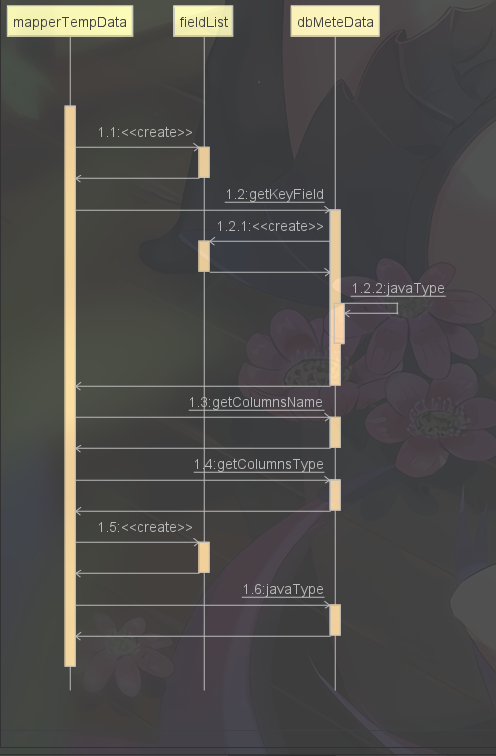 mapperTempData
fieldList
dbMeteData
1.1:<<create>>
1.2:getKeyField
1.2.1:<<create>>
1.2.2:javaType
1.3:getColumnsName
1.4:getColumnsType
1.5:<<create>>
1.6:javaType